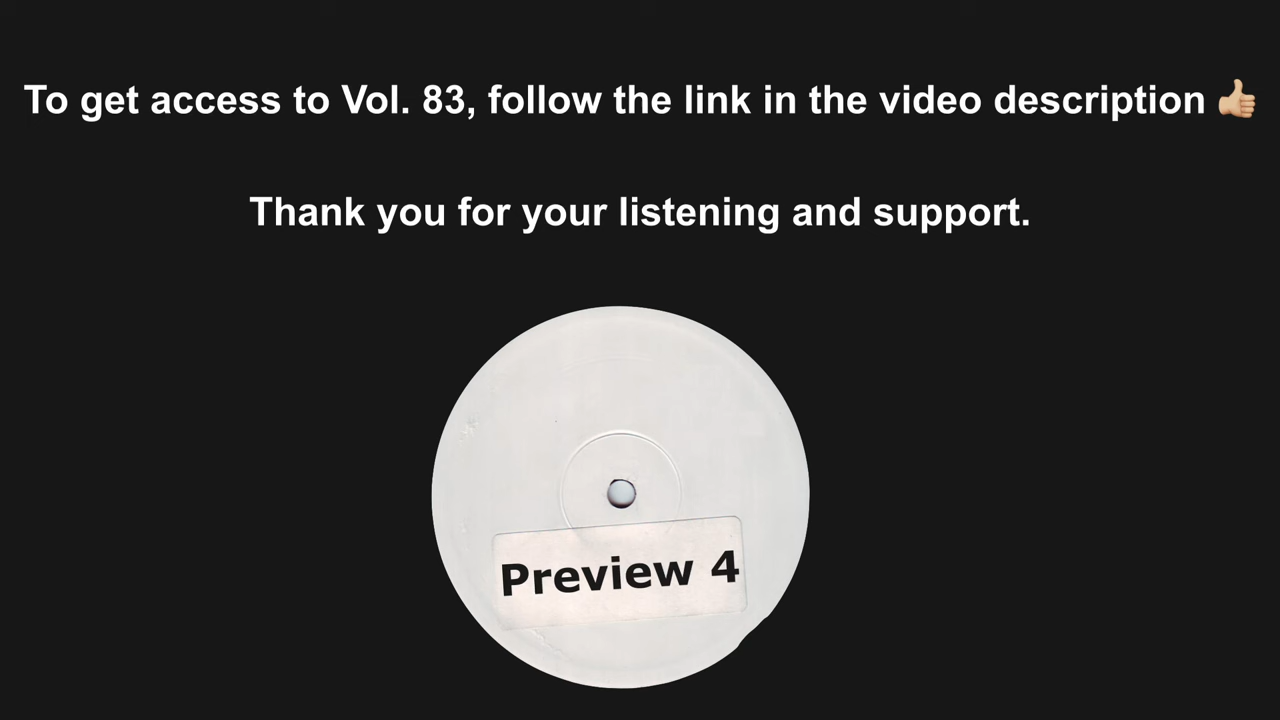 To get access to Vol. 83, follow the link in the video description 👍🏼
Thank you for your listening and support.
Preview 4